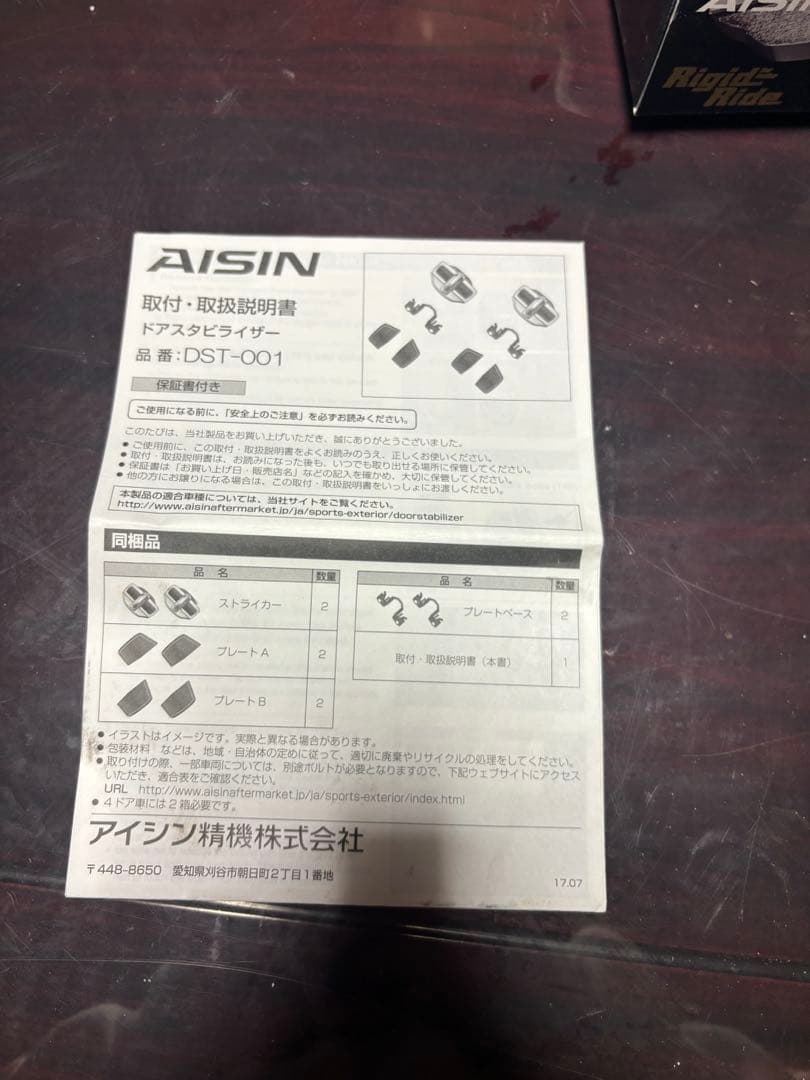 AISIN
Rigid
Ride
AISIN
取付・取扱説明書
ドアスタビライザー
品番:DST-001
保証書付き
ご使用になる前に、「安全上のご注意」を必ずお読みください。
このたびは、当社製品をお買い上げいただき、誠にありがとうございました。
● ご使用前に、この取付・取扱説明書をよくお読みのうえ、正しくお使いください。
● 取付・取扱説明書は、お読みになった後も、いつでも取り出せる場所に保管してください。
● 保証書は「お買い上げ日・販売店名」などの記入を確かめ、大切に保管してください。
● 他の方にお譲りになる場合は、この取付・取扱説明書をいっしょにお渡しください。
本製品の適合車種については、当社サイトをご覧ください。
http://www.aisinaftermarket.jp/ja/sports-exterior/doorstabilizer
同梱品
品 名 数量
ストライカー 2
プレートA 2
プレートB 2
品 名 数量
プレートベース 2
取付・取扱説明書(本書) 1
● イラストはイメージです。実際と異なる場合があります。
● 包装材料 などは、地域・自治体の定めに従って、適切に廃棄やリサイクルの処理をしてください。
● 取り付けの際、一部車両については、別途ボルトが必要となりますので、下記ウェブサイトにアクセス
いただき、適合表をご確認ください。
URL http://www.aisinaftermarket.jp/ja/sports-exterior/index.html
● 4ドア車には2箱必要です。
アイシン精機株式会社
〒448-8650 愛知県刈谷市朝日町2丁目1番地
17.07